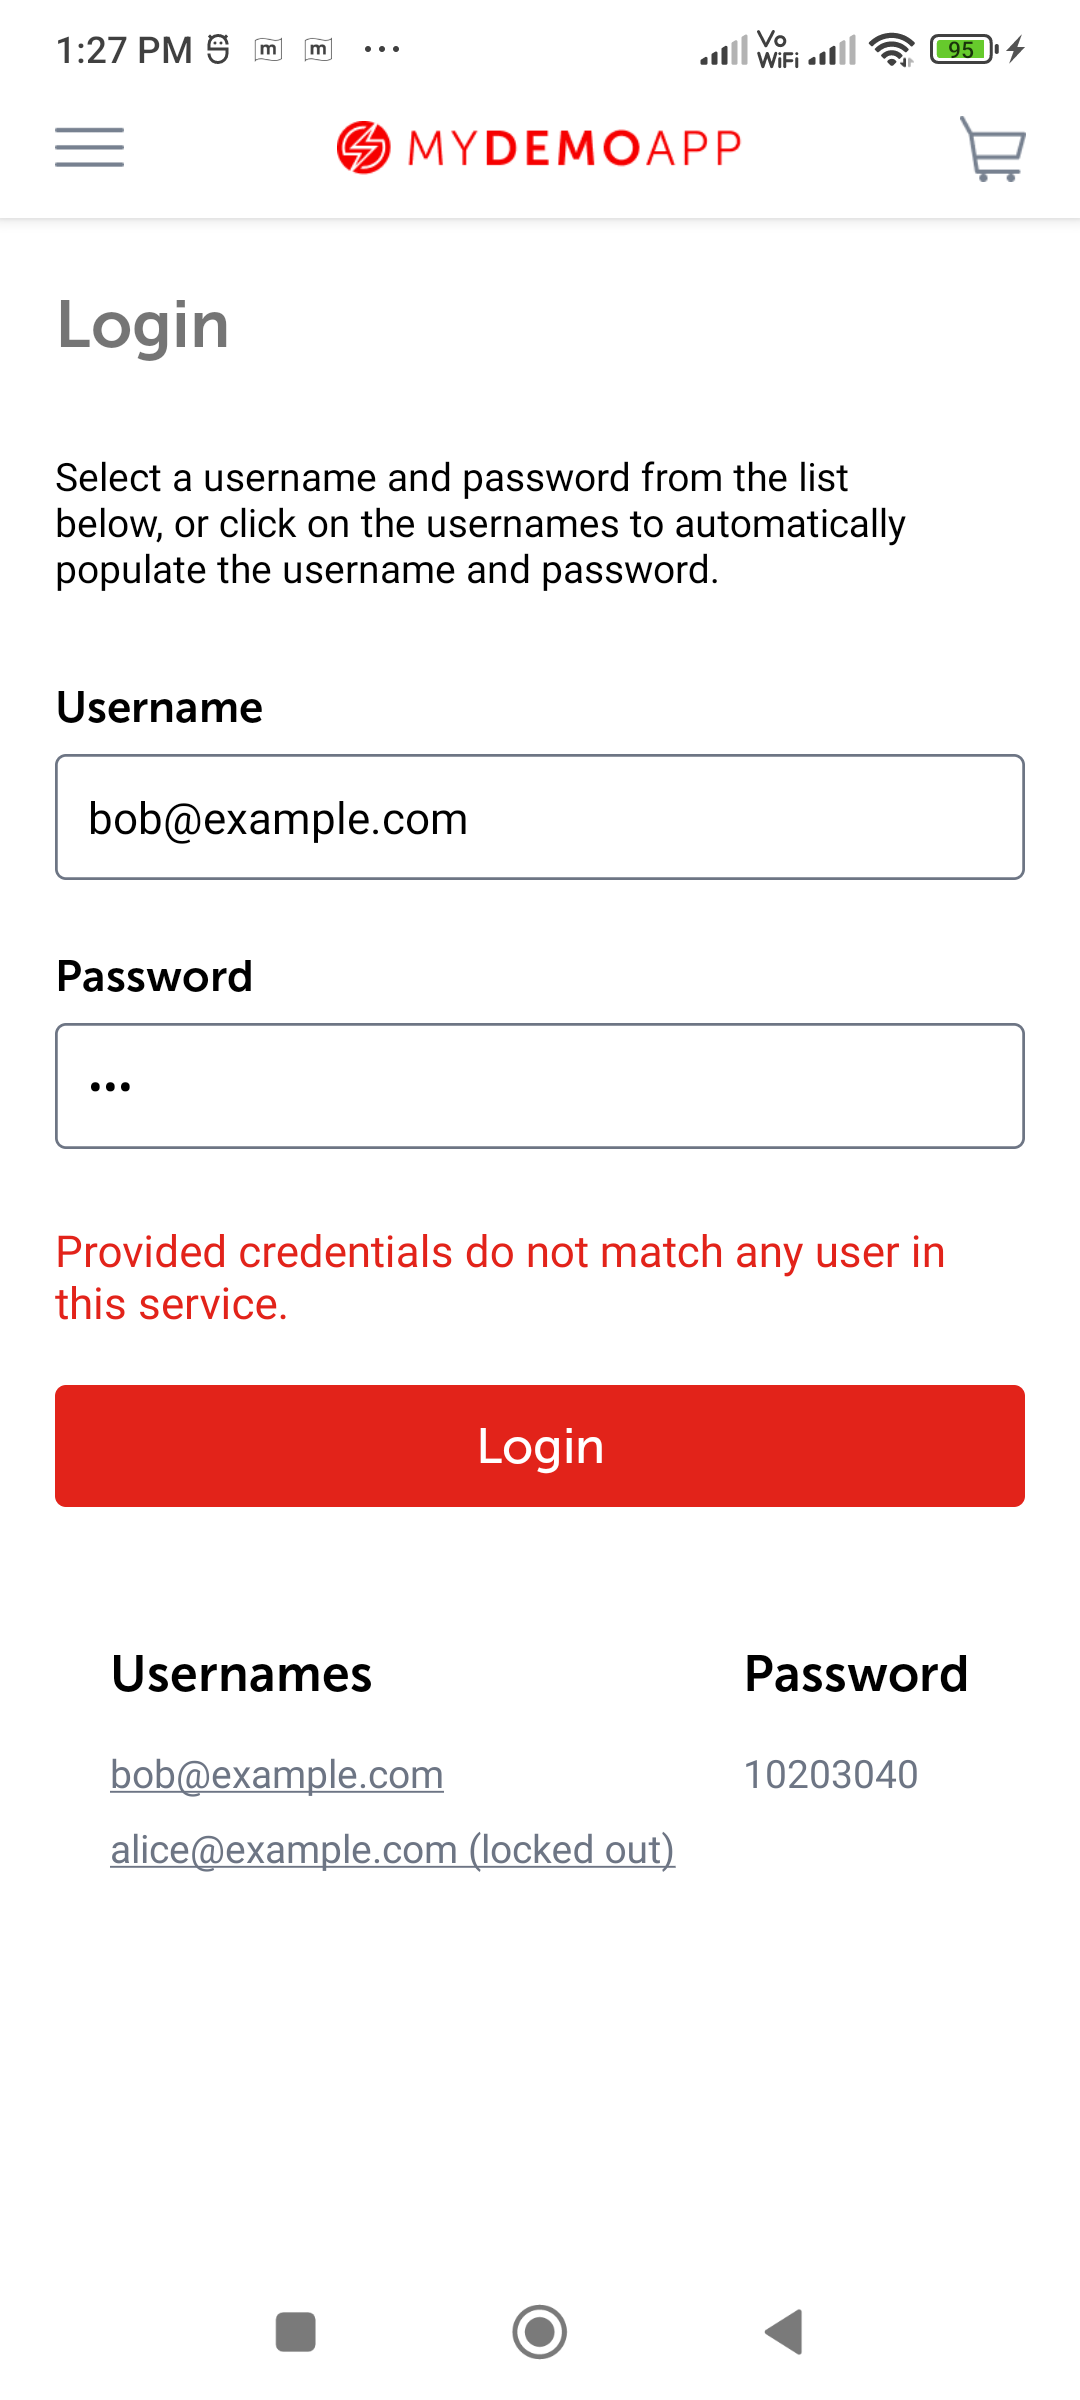 1:27 PM
Vo
WiFi
95
MYDEMOAPP
Login
Select a username and password from the list
below, or click on the usernames to automatically
populate the username and password.
Username
bob@example.com
Password
•••
Provided credentials do not match any user in
this service.
Login
Usernames Password
bob@example.com 10203040
alice@example.com (locked out)